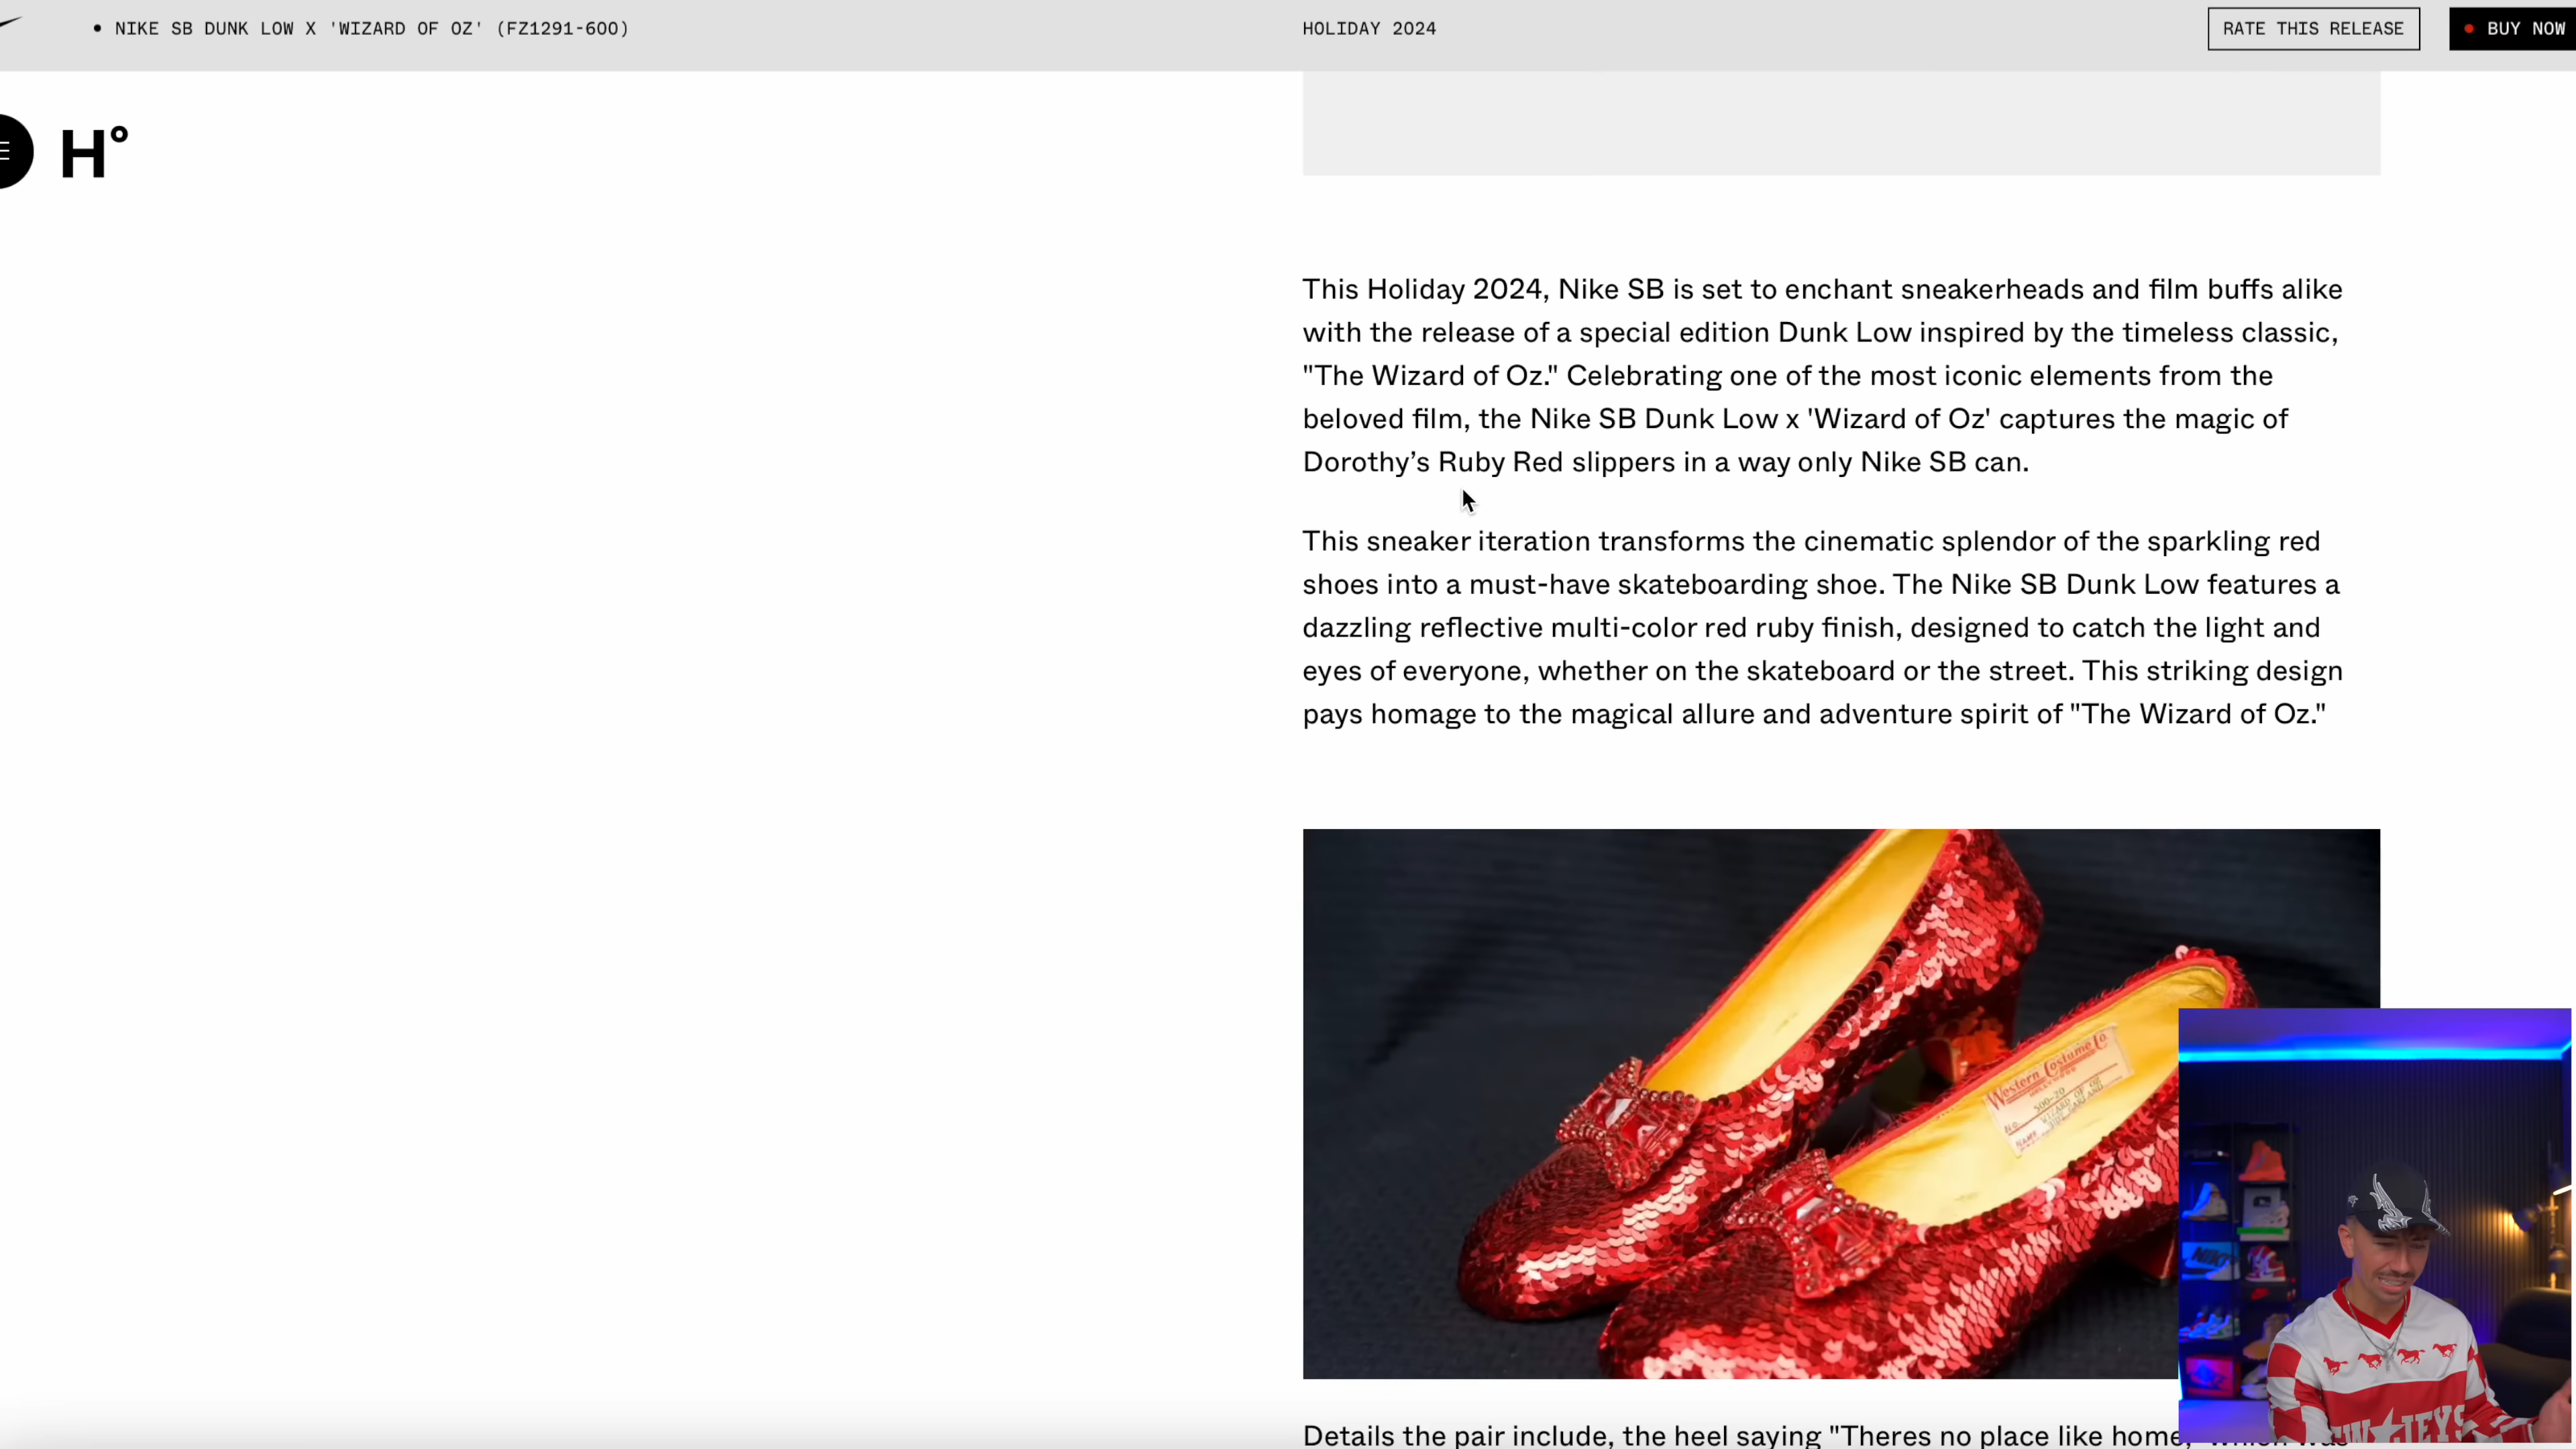 • NIKE SB DUNK LOW X 'WIZARD OF OZ' (FZ1291-600)
HOLIDAY 2024
RATE THIS RELEASE
BUY NOW
H°
This Holiday 2024, Nike SB is set to enchant sneakerheads and film buffs alike
with the release of a special edition Dunk Low inspired by the timeless classic,
"The Wizard of Oz." Celebrating one of the most iconic elements from the
beloved film, the Nike SB Dunk Low x 'Wizard of Oz' captures the magic of
Dorothy’s Ruby Red slippers in a way only Nike SB can.
This sneaker iteration transforms the cinematic splendor of the sparkling red
shoes into a must-have skateboarding shoe. The Nike SB Dunk Low features a
dazzling reflective multi-color red ruby finish, designed to catch the light and
eyes of everyone, whether on the skateboard or the street. This striking design
pays homage to the magical allure and adventure spirit of "The Wizard of Oz."
Western Costume Co
NO.
NAME
Details the pair include, the heel saying "Theres no place like home,